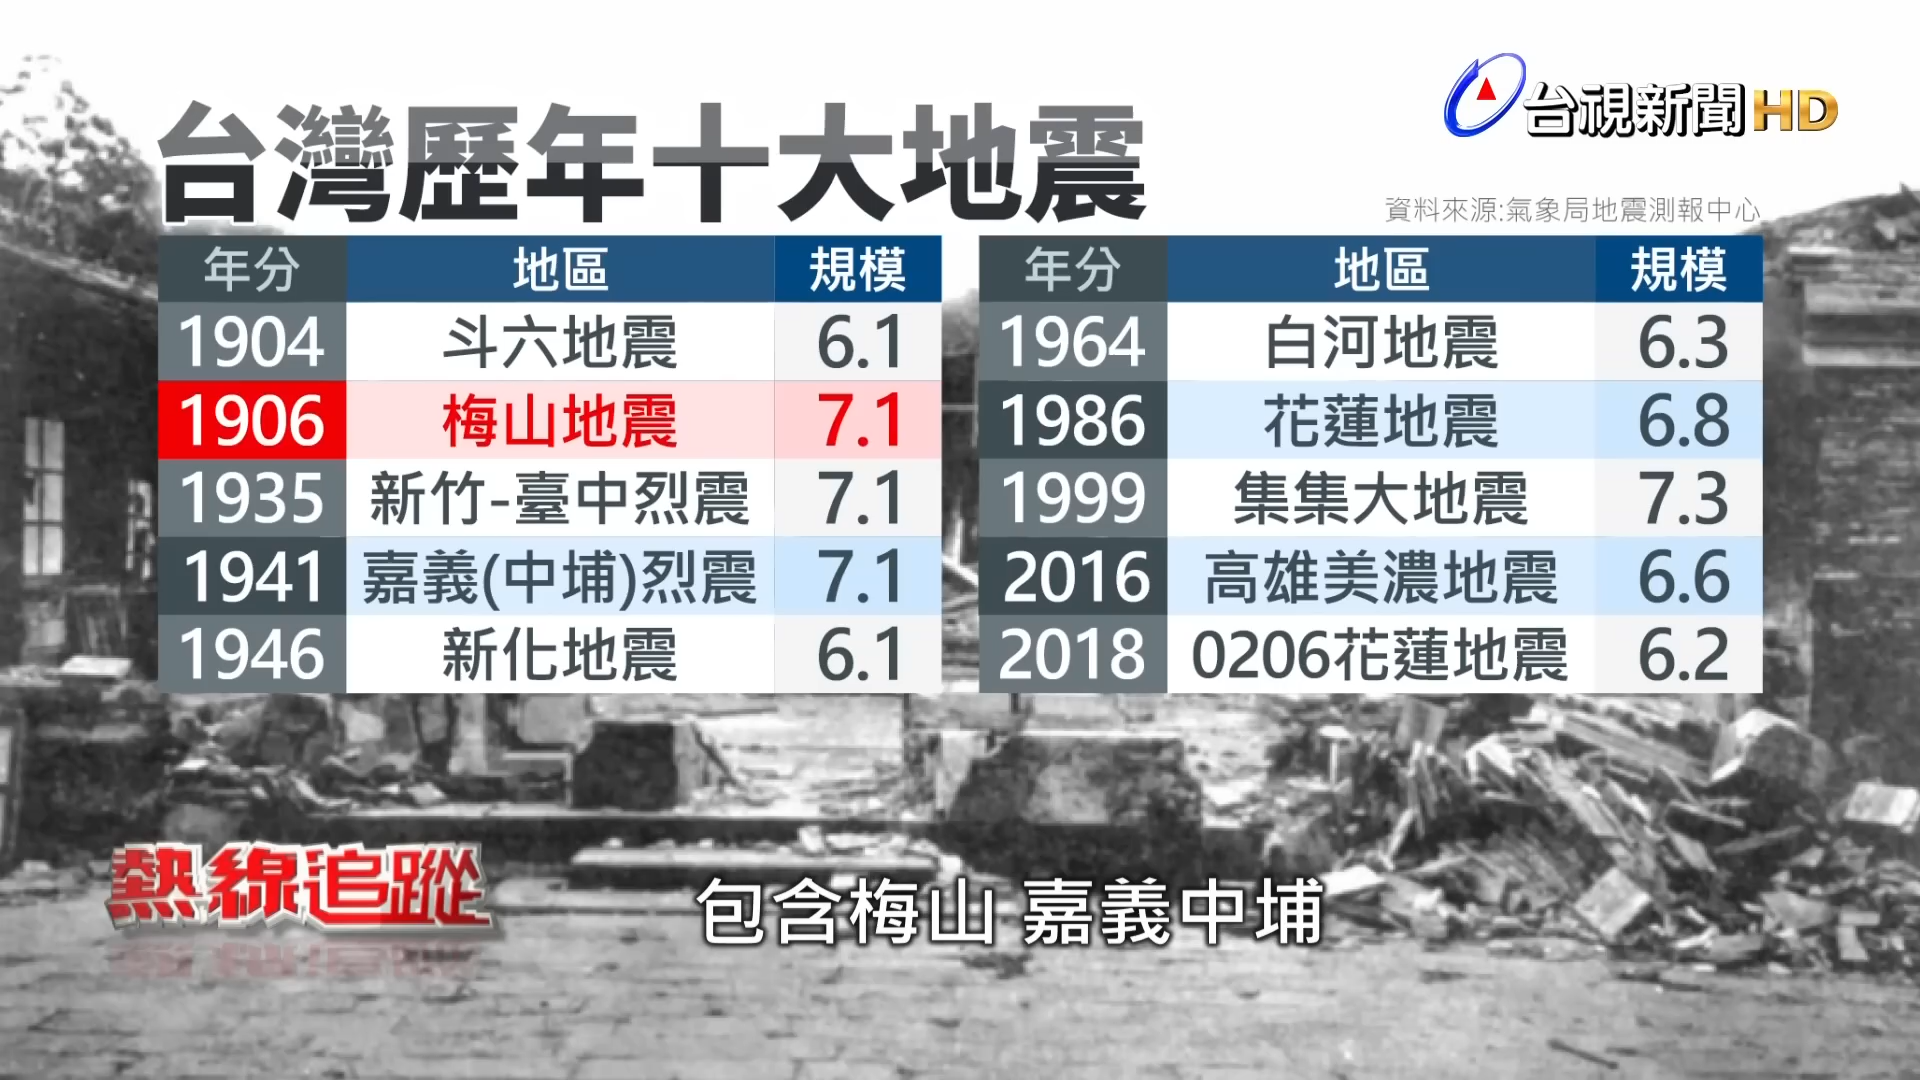 台視新聞HD
台灣歷年十大地震
資料來源:氣象局地震測報中心
年分 地區 規模
1904 斗六地震 6.1
1906 梅山地震 7.1
1935 新竹-臺中烈震 7.1
1941 嘉義(中埔)烈震 7.1
1946 新化地震 6.1
年分 地區 規模
1964 白河地震 6.3
1986 花蓮地震 6.8
1999 集集大地震 7.3
2016 高雄美濃地震 6.6
2018 0206花蓮地震 6.2
熱線追蹤
包含梅山 嘉義中埔